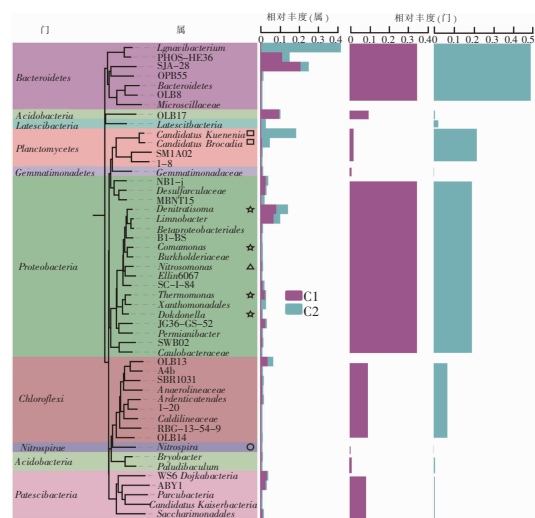 门 属 相对丰度(属) 相对丰度(门)
0 0.1 0.2 0.3 0.4 0 0.1 0.2 0.3 0.4 0 0.1 0.2 0.3 0.4 0.5
Bacteroidetes
Lgnavibacterium
PHOS-HE36
SJA-28
OPB55
Bacteroidetes
OLB8
Microscillaceae
Acidobacteria OLB17
Latescibacteria Latescitbacteria
Planctomycetes
Candidatus Kuenenia
Candidatus Brocadia
SM1A02
1-8
Gemmatimonadetes Gemmatimonadaceae
Proteobacteria
NB1-j
Desulfarculaceae
MBNT15
Denitratisoma
Limnobacter
Betaproteobacteriales
B1-BS
Comamonas
Burkholderiaceae
Nitrosomonas
Ellin6067
SC-1-84
Thermomonas
Xanthomonadales
Dokdonella
JG36-GS-52
Permianibacter
SWB02
Caulobacteraceae
C1
C2
Chloroflexi
OLB13
A4b
SBR1031
Anaerolineaceae
Ardenticatenales
1-20
Caldilineaceae
RBG-13-54-9
OLB14
Nitrospirae Nitrospira
Acidobacteria
Bryobacter
Paludibaculum
Patescibacteria
WS6 Dojkabacteria
ABY1
Parcubacteria
Candidatus Kaiserbacteria
Saccharimonadales